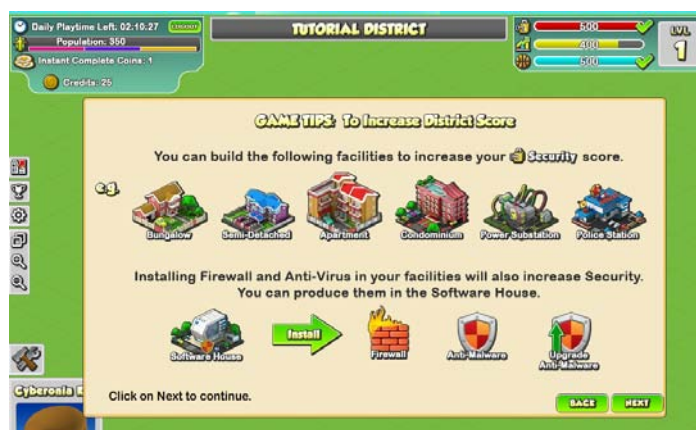 Daily Playtime Left: 02:10:27 LOGOUT
Population: 350
Instant Complete Coins: 1
Credits: 25
TUTORIAL DISTRICT
500
400
500
LVL
1
GAME TIPS: To Increase District Score
You can build the following facilities to increase your Security score.
e.g.
Bungalow Semi-Detached Apartment Condominium Power Substation Police Station
Installing Firewall and Anti-Virus in your facilities will also increase Security.
You can produce them in the Software House.
Install
Software House Firewall Anti-Malware Upgrade
Anti-Malware
Cyberonia
Click on Next to continue.
BACK NEXT